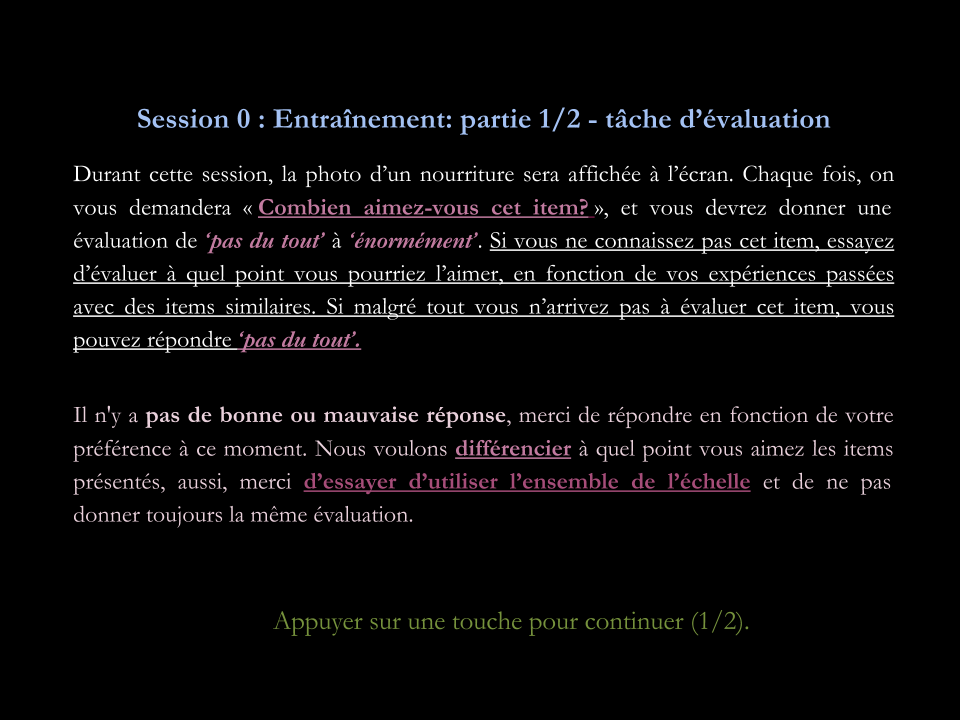 Session 0 : Entraînement: partie 1/2 - tâche d’évaluation
Durant cette session, la photo d’un nourriture sera affichée à l’écran. Chaque fois, on
vous demandera « Combien aimez-vous cet item? », et vous devrez donner une
évaluation de ‘pas du tout’ à ‘énormément’. Si vous ne connaissez pas cet item, essayez
d’évaluer à quel point vous pourriez l’aimer, en fonction de vos expériences passées
avec des items similaires. Si malgré tout vous n’arrivez pas à évaluer cet item, vous
pouvez répondre ‘pas du tout’.
Il n'y a pas de bonne ou mauvaise réponse, merci de répondre en fonction de votre
préférence à ce moment. Nous voulons différencier à quel point vous aimez les items
présentés, aussi, merci d’essayer d’utiliser l’ensemble de l’échelle et de ne pas
donner toujours la même évaluation.
Appuyer sur une touche pour continuer (1/2).